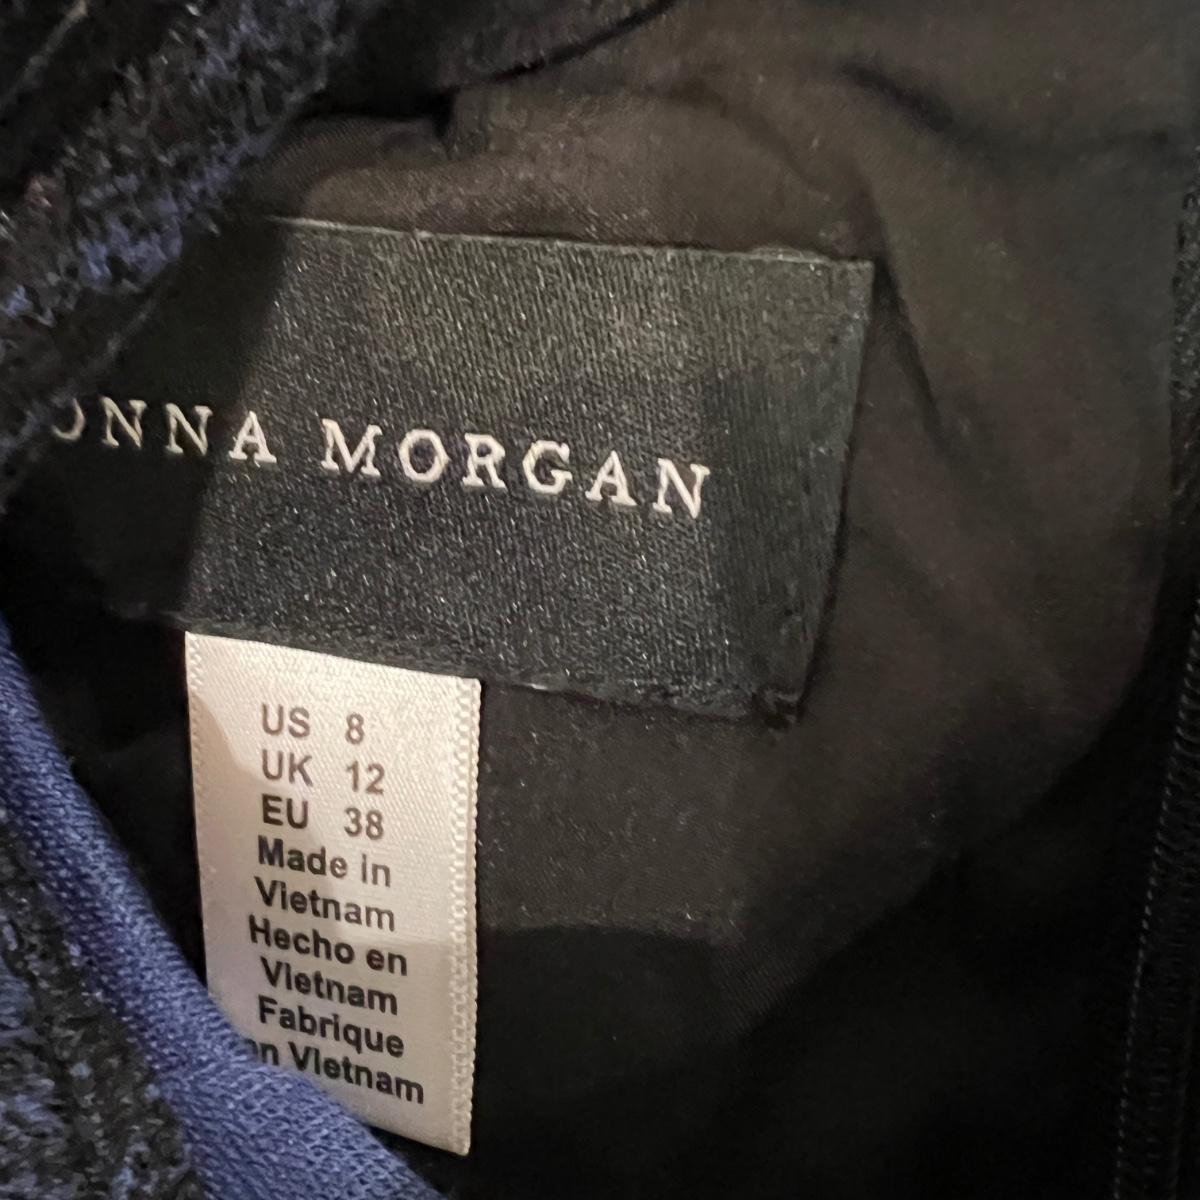 ONNA MORGAN
US 8
UK 12
EU 38
Made in
Vietnam
Hecho en
Vietnam
Fabrique
en Vietnam